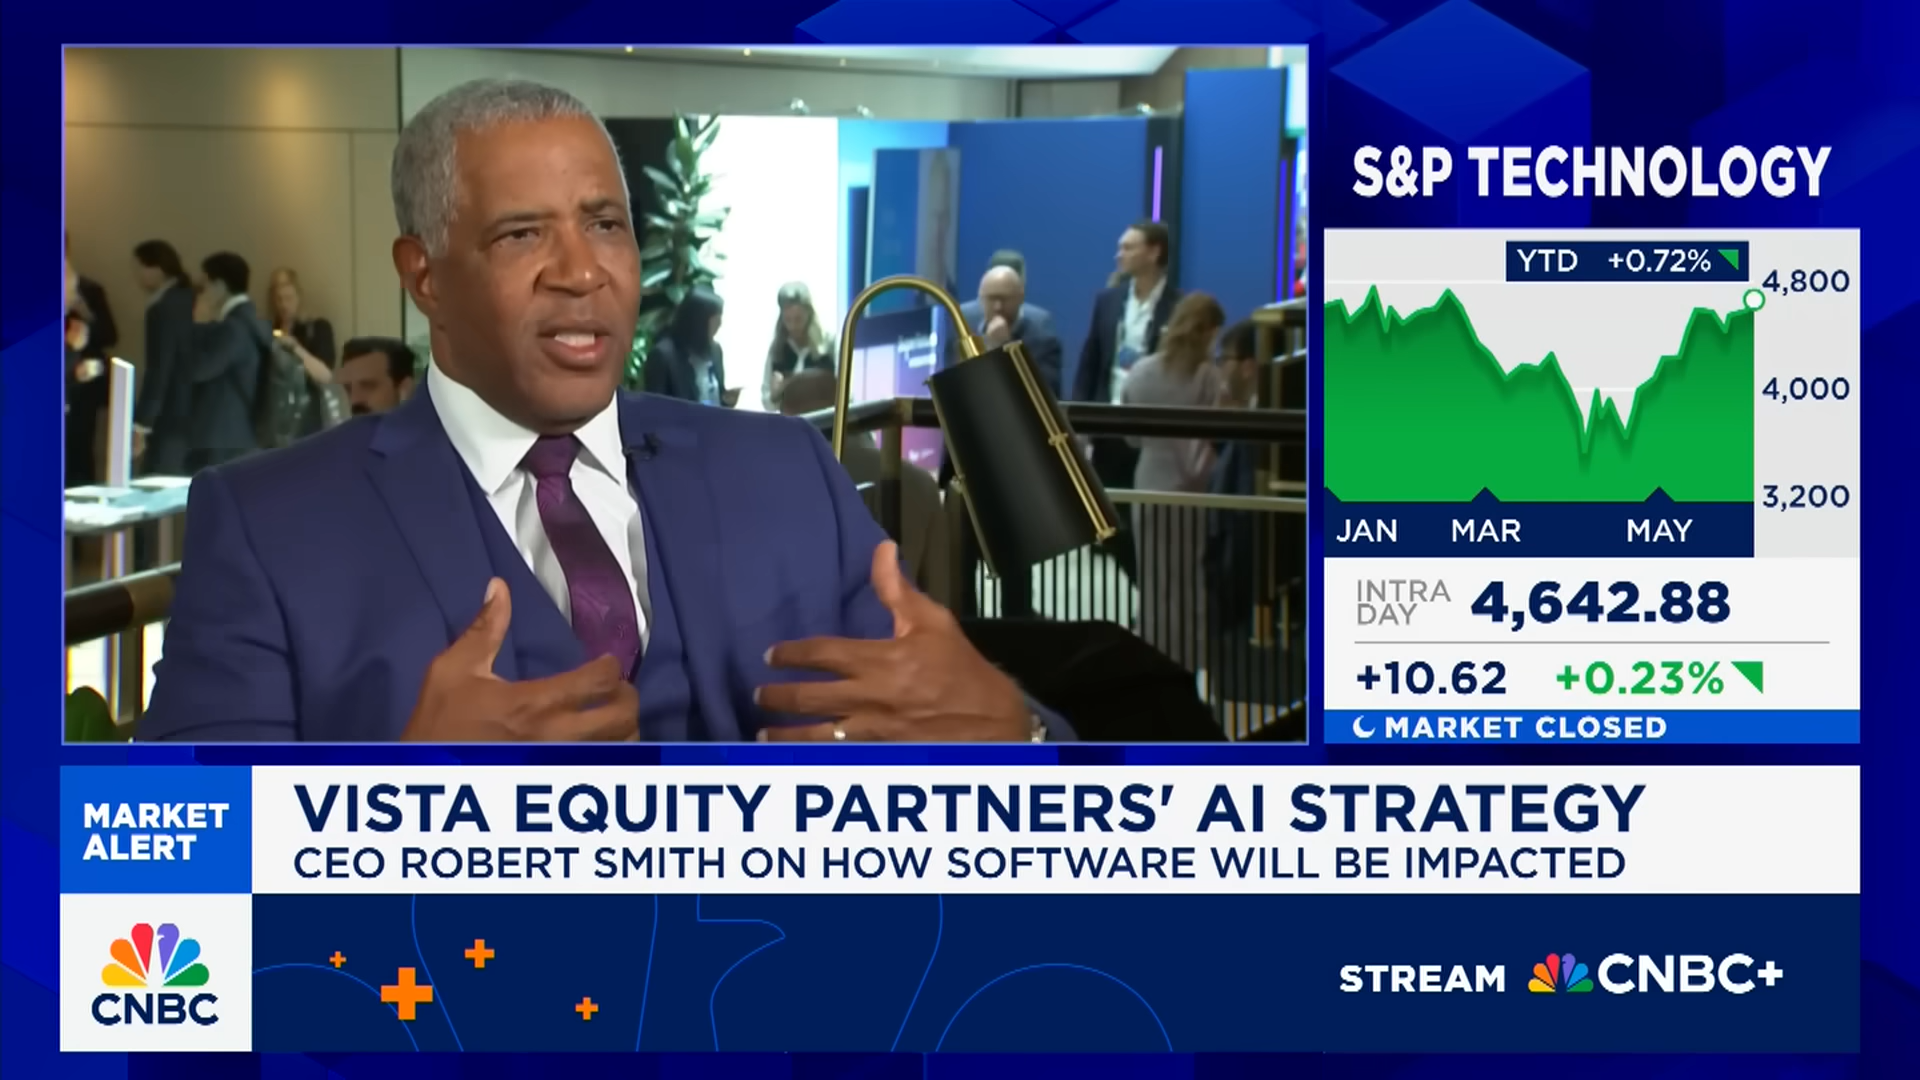 S&P TECHNOLOGY
YTD +0.72%
4,800
4,000
3,200
JAN MAR MAY
INTRA
DAY
4,642.88
+10.62 +0.23%
MARKET CLOSED
MARKET
ALERT
VISTA EQUITY PARTNERS' AI STRATEGY
CEO ROBERT SMITH ON HOW SOFTWARE WILL BE IMPACTED
CNBC
STREAM CNBC+